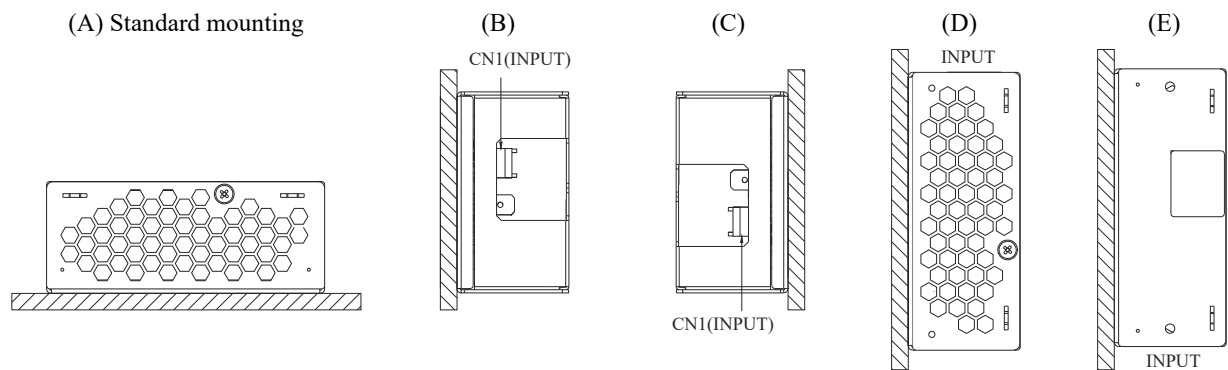 (A) Standard mounting
(B)
(C)
(D)
(E)
CN1(INPUT)
INPUT
CN1(INPUT)
INPUT